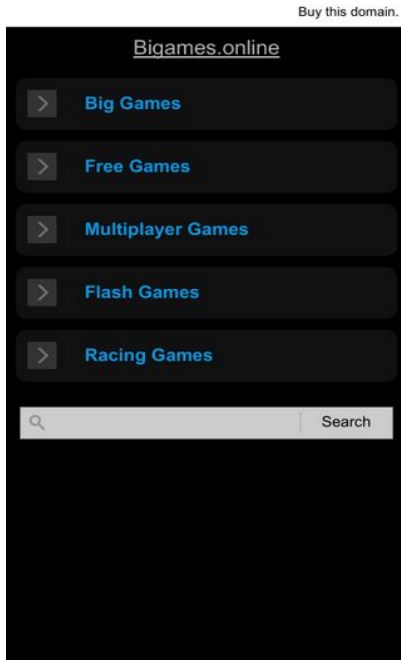 Buy this domain.
Bigames.online
Big Games
Free Games
Multiplayer Games
Flash Games
Racing Games
Search